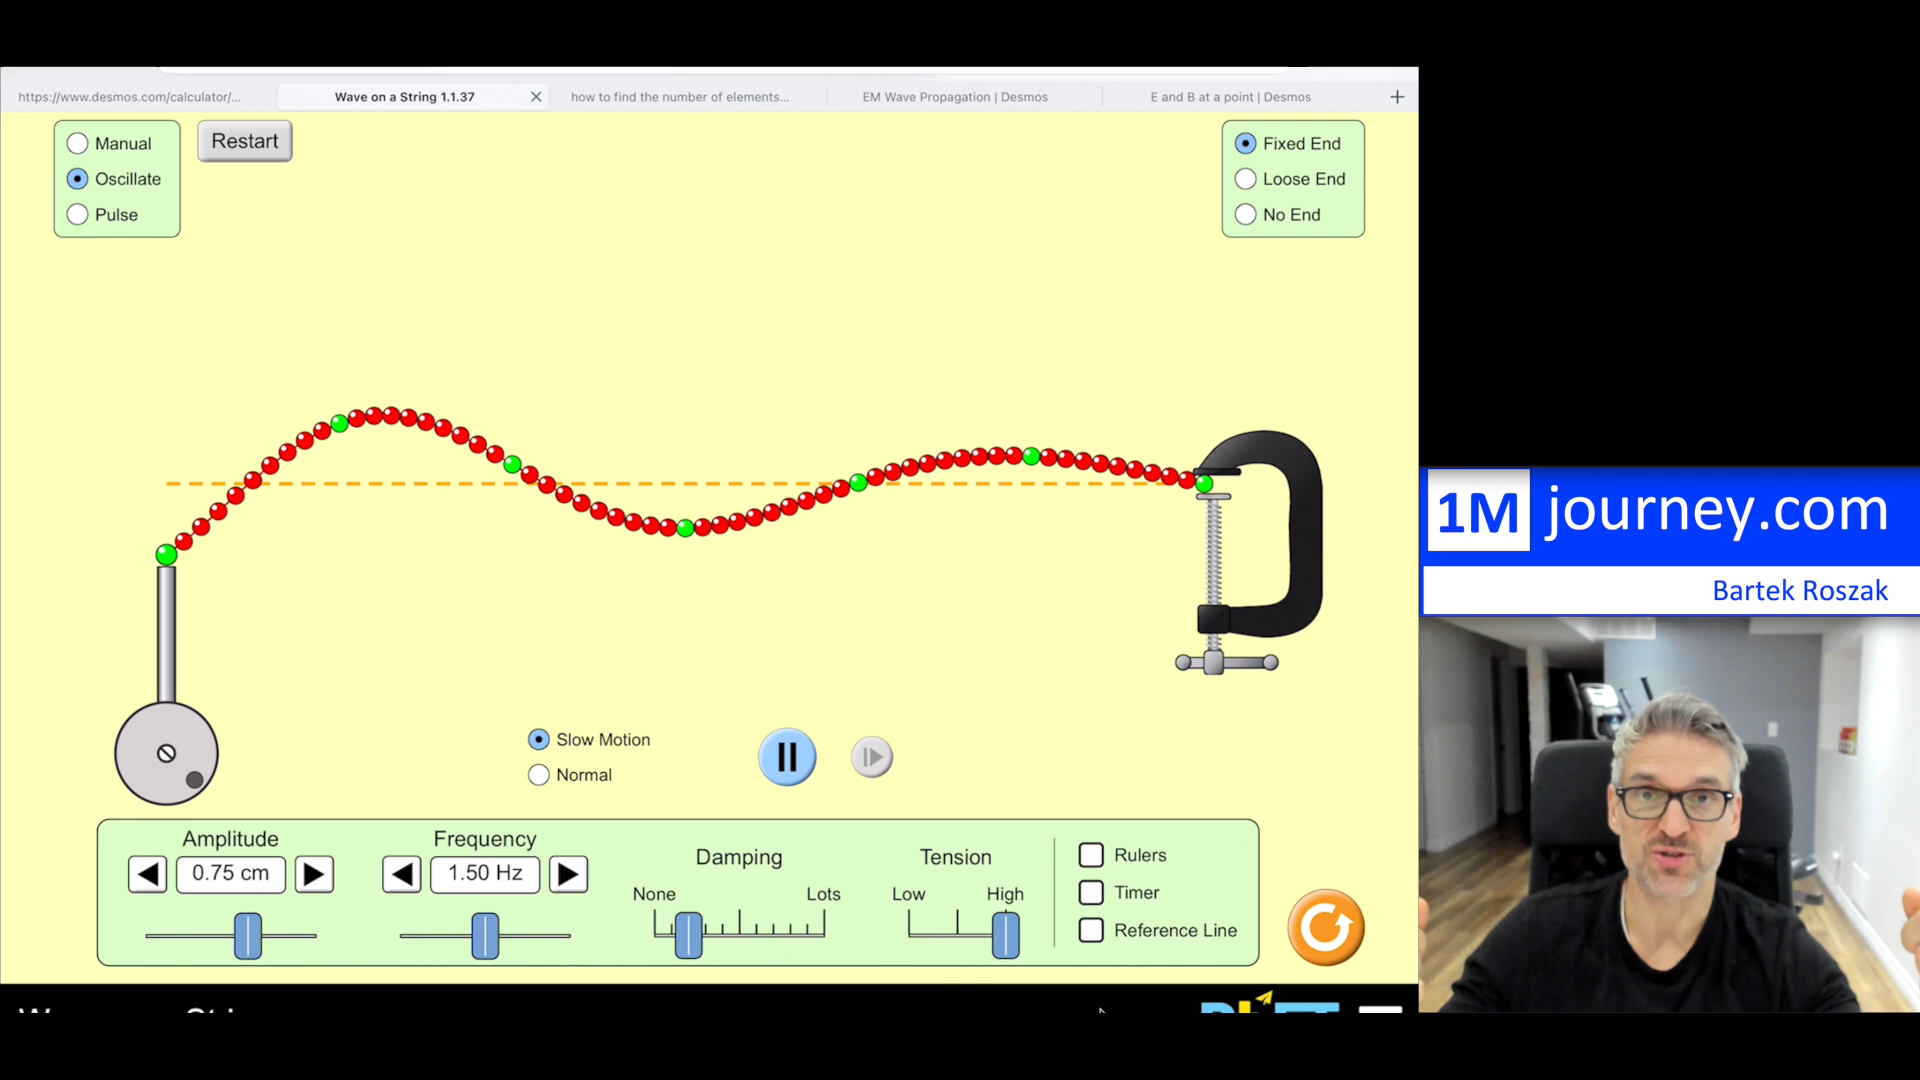 https://www.desmos.com/calculator/...
Wave on a String 1.1.37
how to find the number of elements...
EM Wave Propagation | Desmos
E and B at a point | Desmos
Manual
Oscillate
Pulse
Restart
Fixed End
Loose End
No End
1M journey.com
Bartek Roszak
Slow Motion
Normal
Amplitude
0.75 cm
Frequency
1.50 Hz
Damping
None
Lots
Tension
Low
High
Rulers
Timer
Reference Line